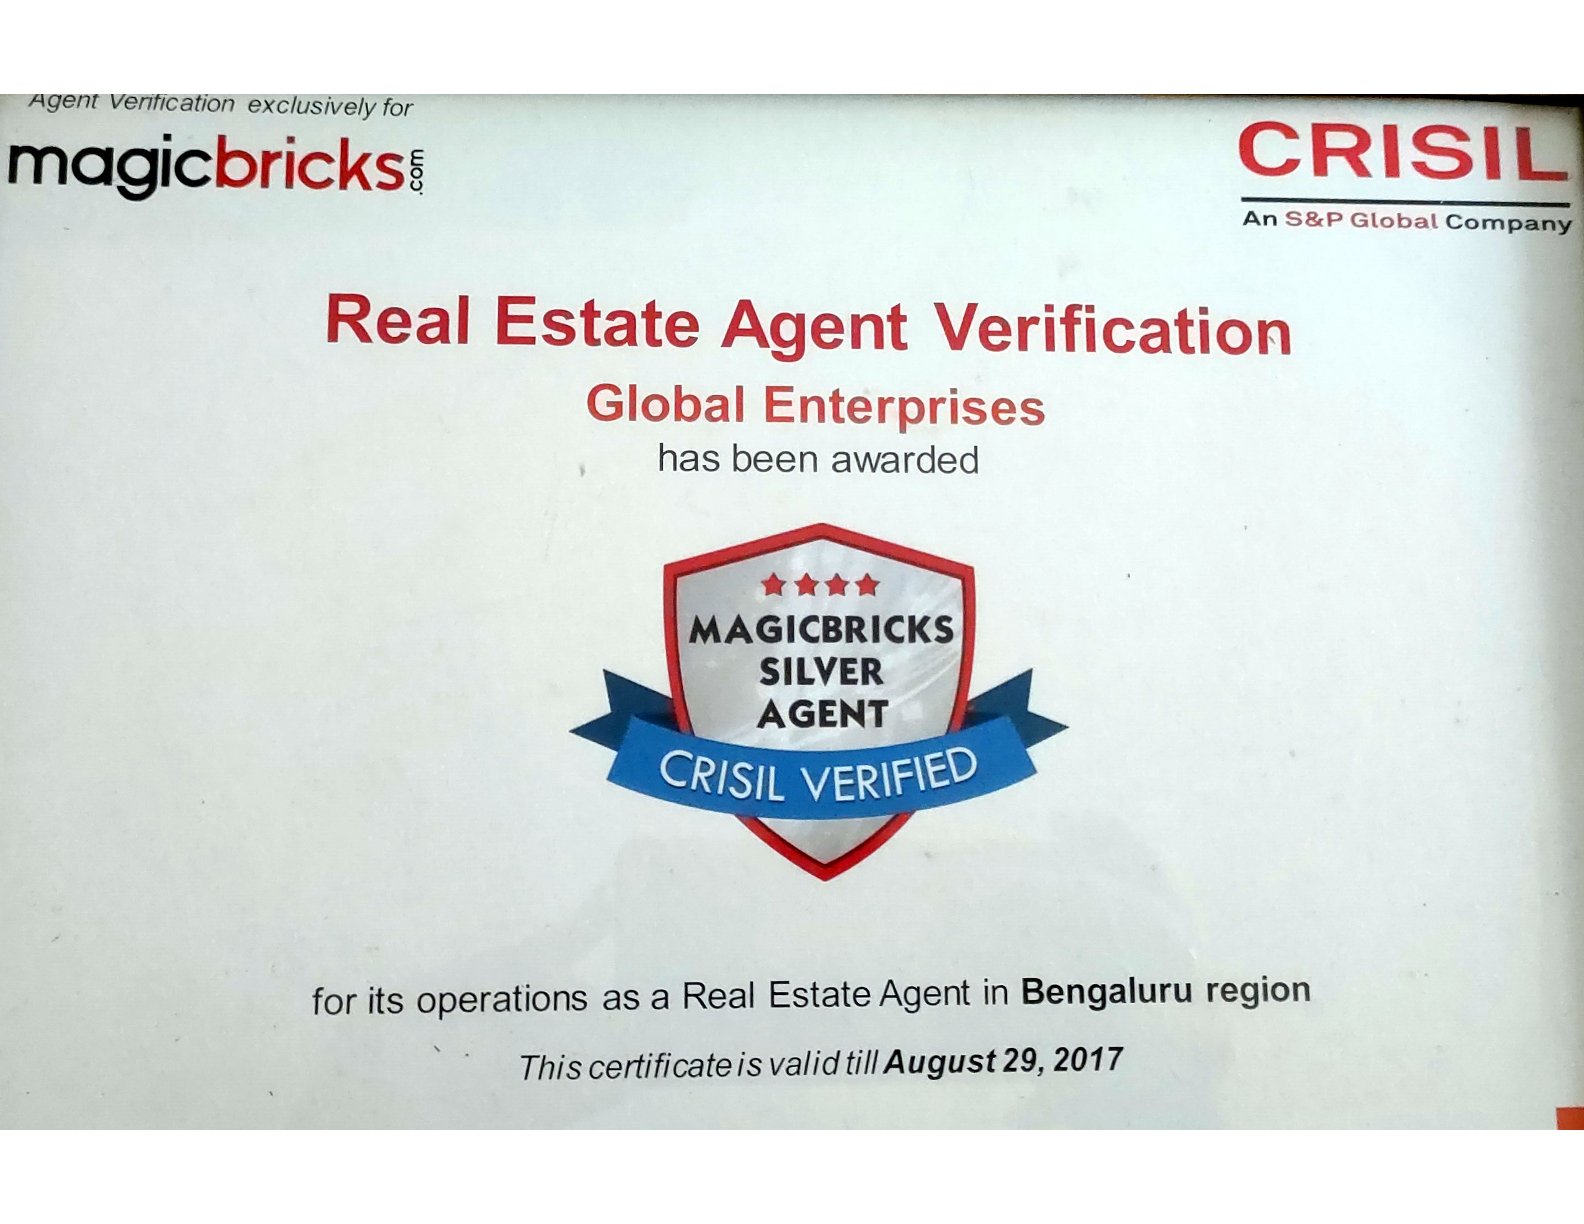 Agent Verification exclusively for
magicbricks.com
CRISIL
An S&P Global Company
Real Estate Agent Verification
Global Enterprises
has been awarded
MAGICBRICKS
SILVER
AGENT
CRISIL VERIFIED
for its operations as a Real Estate Agent in Bengaluru region
This certificate is valid till August 29, 2017